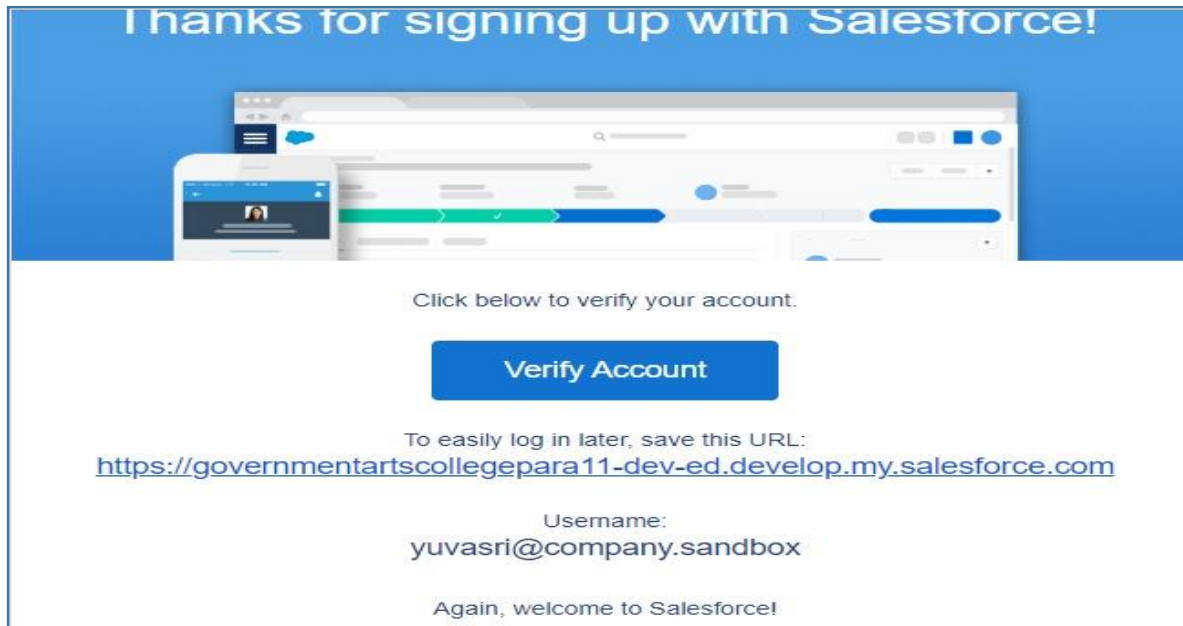 Thanks for signing up with Salesforce!
Click below to verify your account.
Verify Account
To easily log in later, save this URL:
https://governmentartscollegepara11-dev-ed.develop.my.salesforce.com
Username:
yuvasri@company.sandbox
Again, welcome to Salesforce!